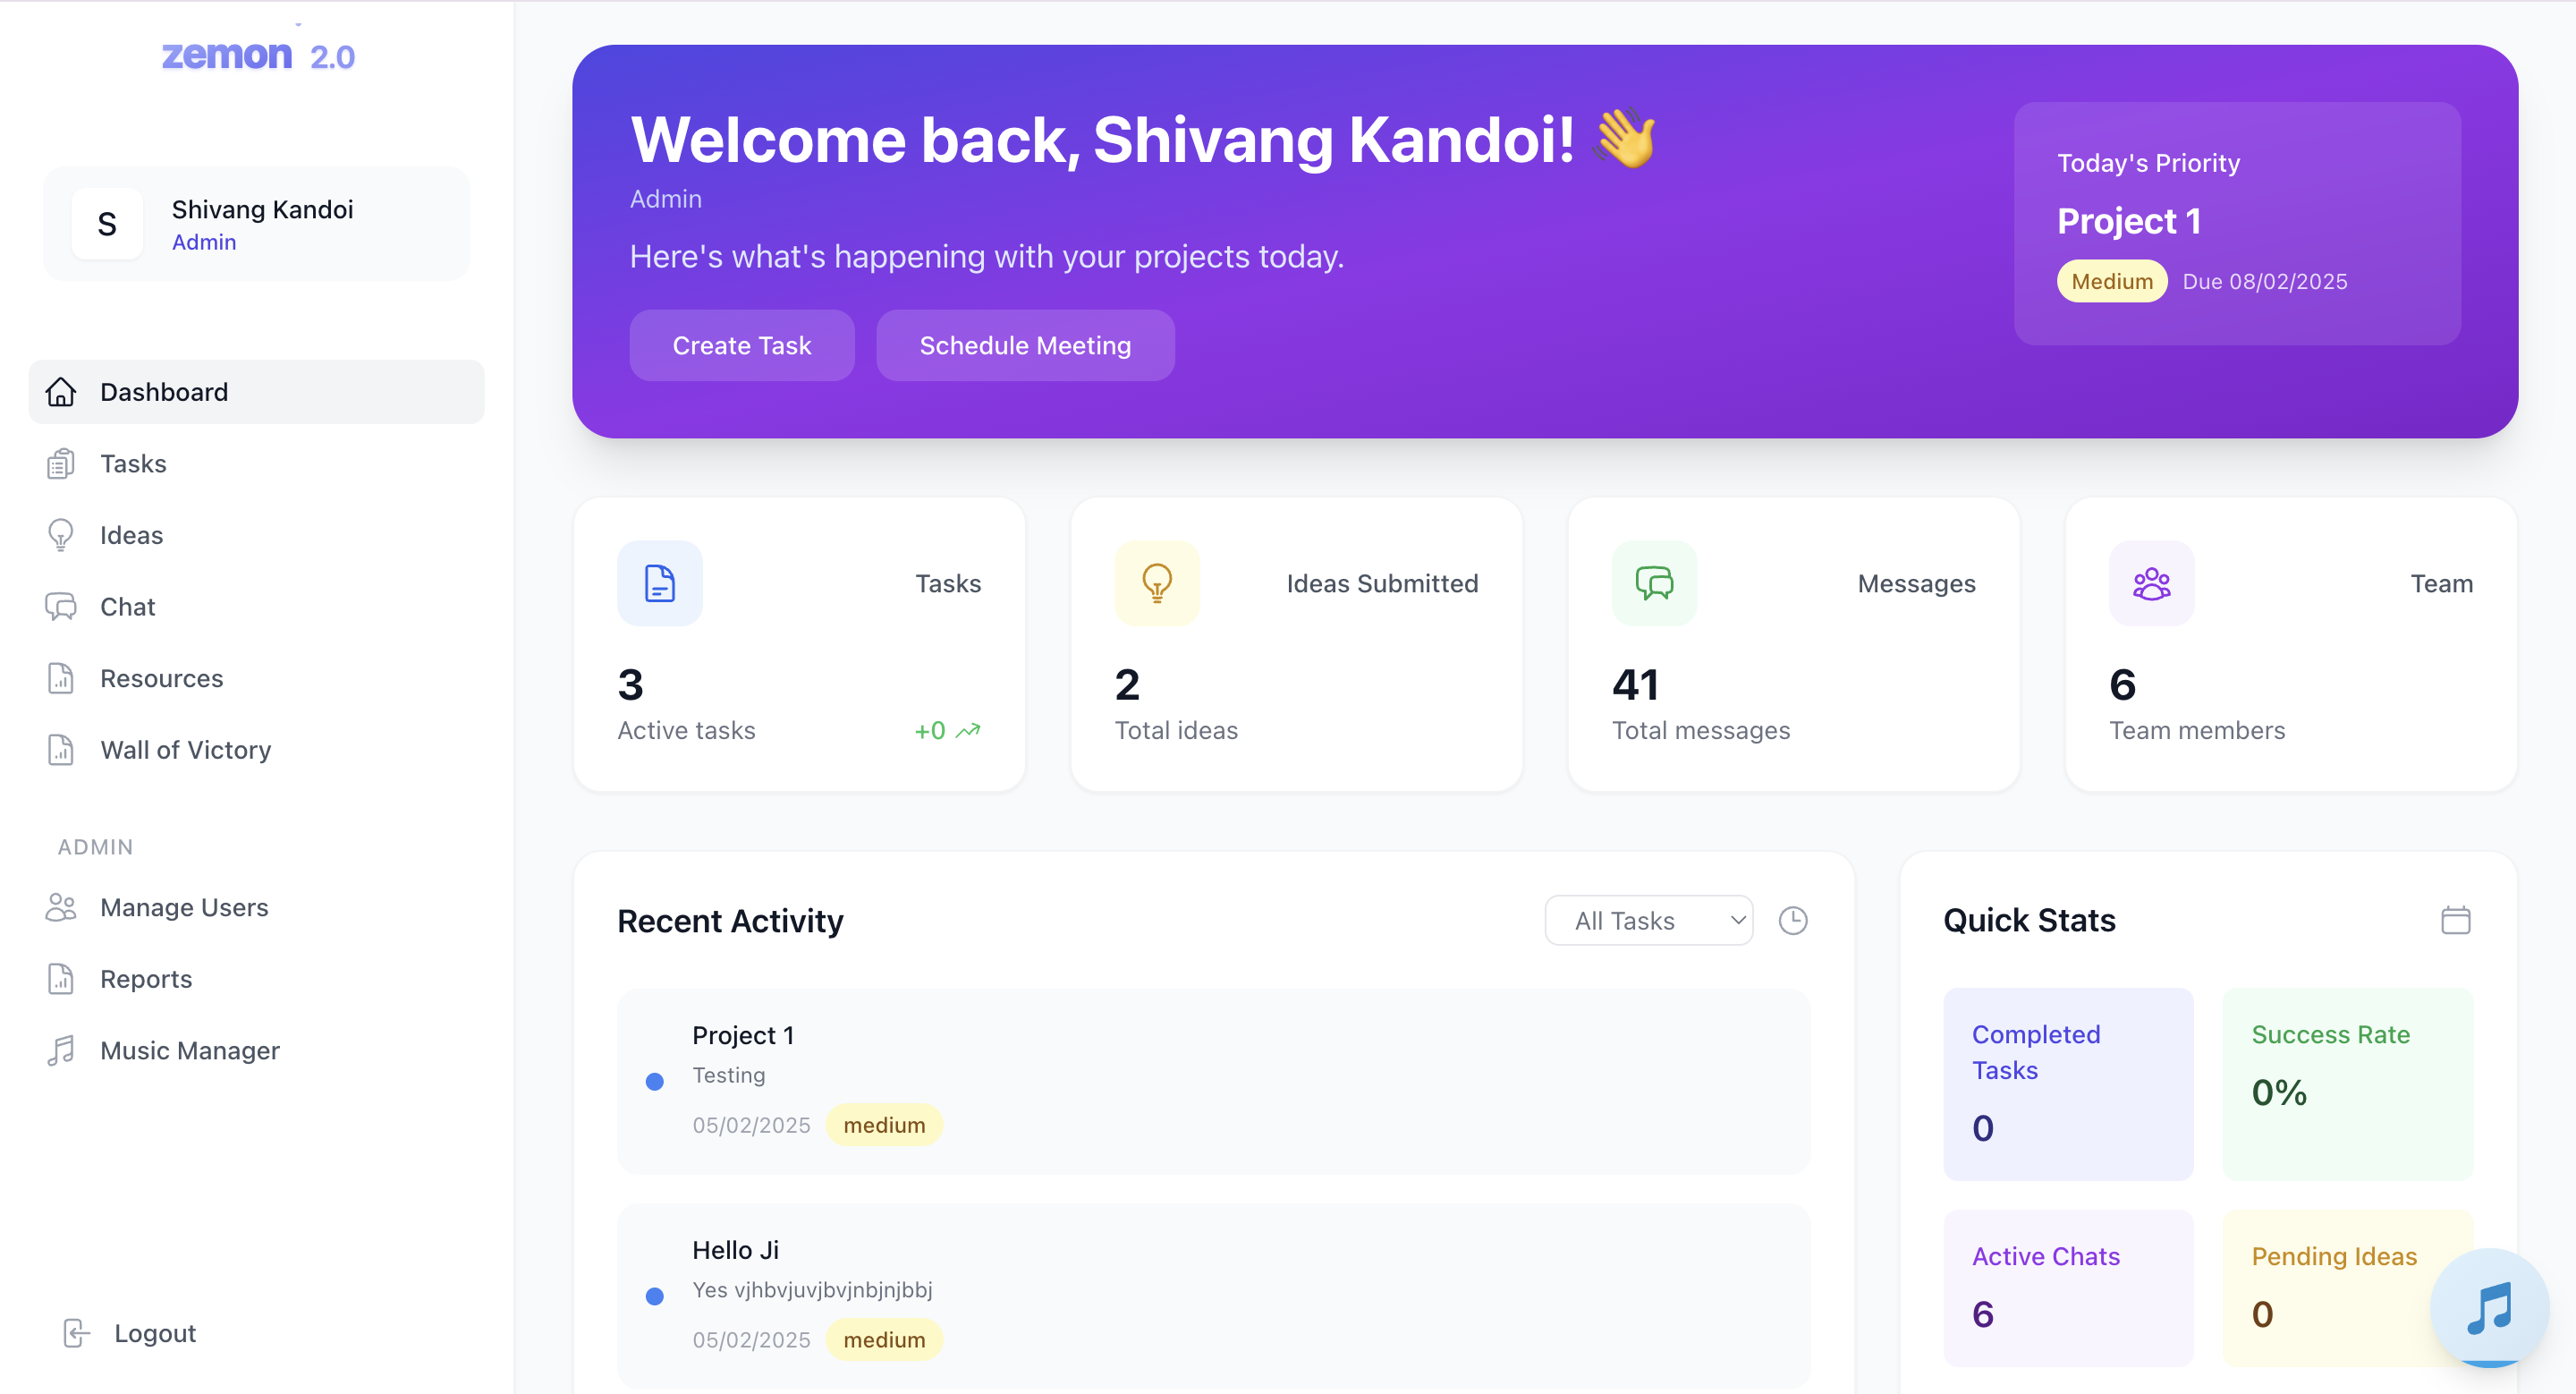 zemon 2.0
S
Shivang Kandoi
Admin
Dashboard
Tasks
Ideas
Chat
Resources
Wall of Victory
ADMIN
Manage Users
Reports
Music Manager
Logout
Welcome back, Shivang Kandoi! 👋
Admin
Here's what's happening with your projects today.
Create Task
Schedule Meeting
Today's Priority
Project 1
Medium Due 08/02/2025
Tasks
3
Active tasks
+0
Ideas Submitted
2
Total ideas
Messages
41
Total messages
Team
6
Team members
Recent Activity
All Tasks
Project 1
Testing
05/02/2025 medium
Hello Ji
Yes vjhbvjuvjbvjnbjnjbbj
05/02/2025 medium
Quick Stats
Completed
Tasks
0
Success Rate
0%
Active Chats
6
Pending Ideas
0